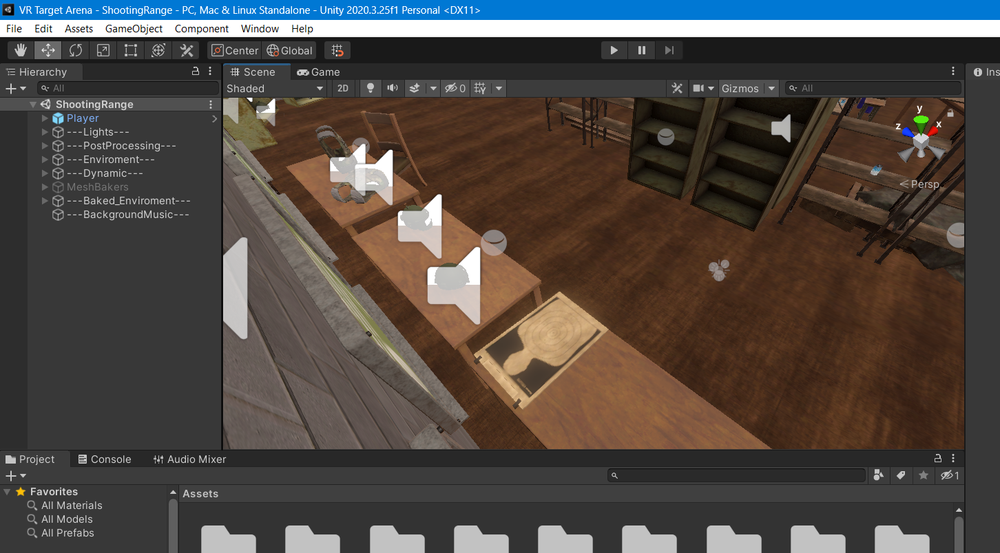 VR Target Arena - ShootingRange - PC, Mac & Linux Standalone - Unity 2020.3.25f1 Personal <DX11>
File Edit Assets GameObject Component Window Help
Center Global
Hierarchy
All
ShootingRange
Player
---Lights---
---PostProcessing---
---Enviroment---
---Dynamic---
MeshBakers
---Baked_Enviroment---
---BackgroundMusic---
Scene Game
Shaded 2D 0 Gizmos All
y
z x
Persp
Ins
Project Console Audio Mixer
1
Favorites
All Materials
All Models
All Prefabs
Assets